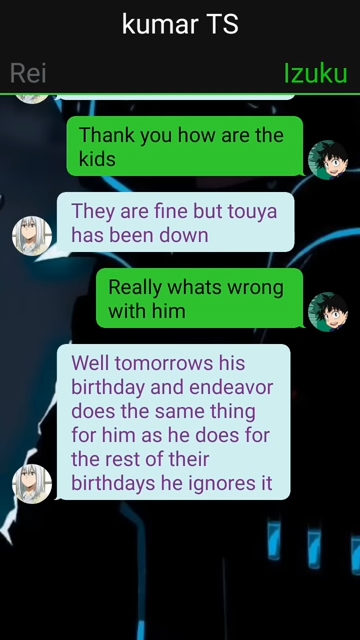 kumar TS
Rei
Izuku
Thank you how are the
kids
They are fine but touya
has been down
Really whats wrong
with him
Well tomorrows his
birthday and endeavor
does the same thing
for him as he does for
the rest of their
birthdays he ignores it